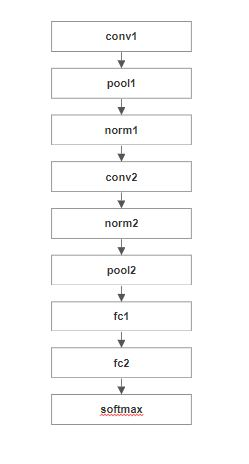 conv1
pool1
norm1
conv2
norm2
pool2
fc1
fc2
softmax